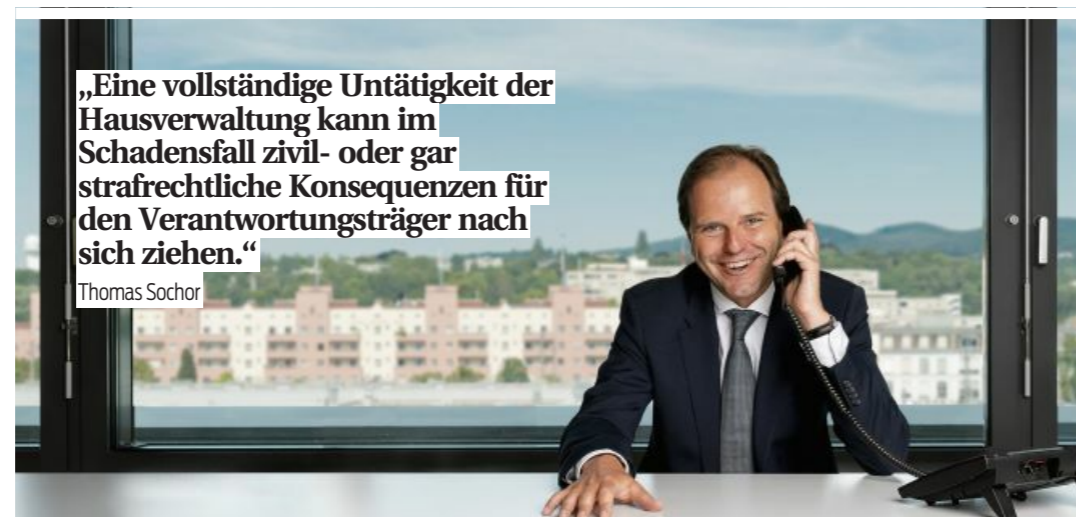 „Eine vollständige Untätigkeit der
Hausverwaltung kann im
Schadensfall zivil- oder gar
strafrechtliche Konsequenzen für
den Verantwortungsträger nach
sich ziehen.“
Thomas Sochor